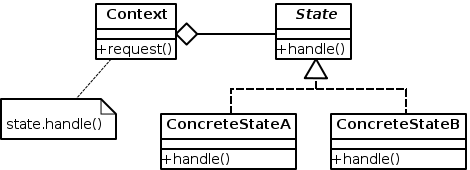 Context
+request()
State
+handle()
state.handle()
ConcreteStateA
+handle()
ConcreteStateB
+handle()